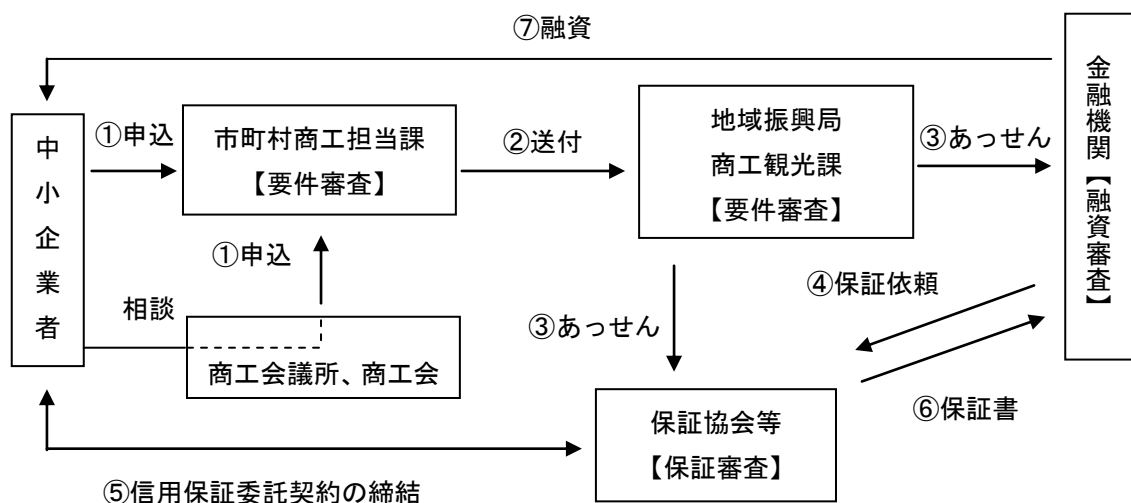 ⑦融資
中小企業者
①申込
市町村商工担当課
【要件審査】
②送付
地域振興局
商工観光課
【要件審査】
③あっせん
金融機関【融資審査】
①申込
相談
商工会議所、商工会
③あっせん
④保証依頼
⑥保証書
保証協会等
【保証審査】
⑤信用保証委託契約の締結